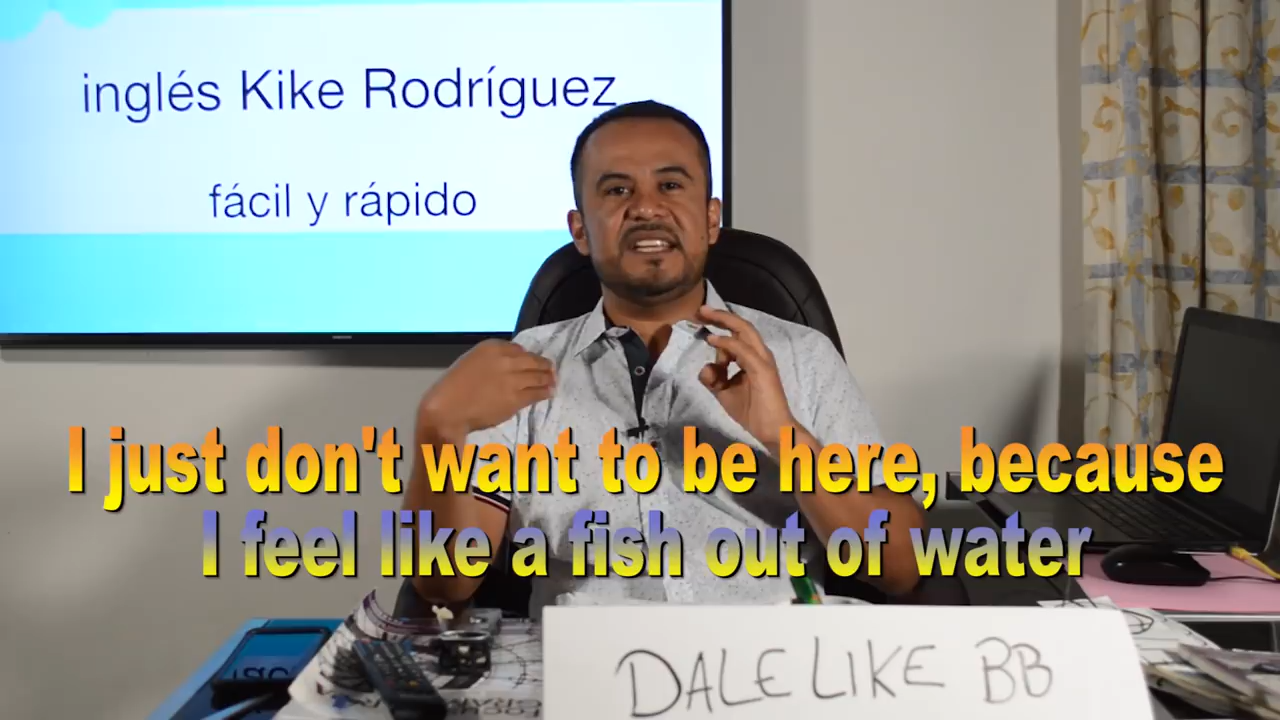 inglés Kike Rodríguez
fácil y rápido
I just don't want to be here, because
I feel like a fish out of water
DALE LIKE BB